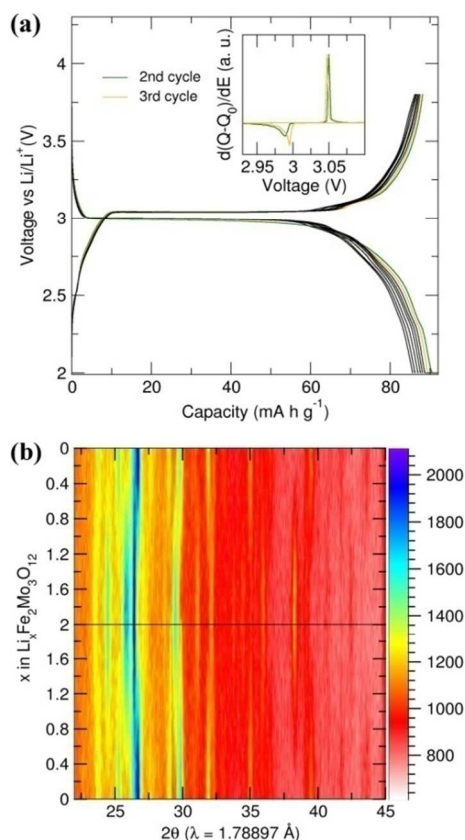 (a)
4
3.5
3
2.5
2
Voltage vs Li/Li⁺(V)
2nd cycle
3rd cycle
d(Q-Q₀)/dE (a. u.)
2.95 3 3.05
Voltage (V)
0 20 40 60 80
Capacity (mA h g⁻¹)
(b)
0
0.4
0.8
1.2
1.6
2
1.6
1.2
0.8
0.4
0
x in LiₓFe₂Mo₃O₁₂
25 30 35 40 45
2θ (λ = 1.78897 Å)
2000
1800
1600
1400
1200
1000
800